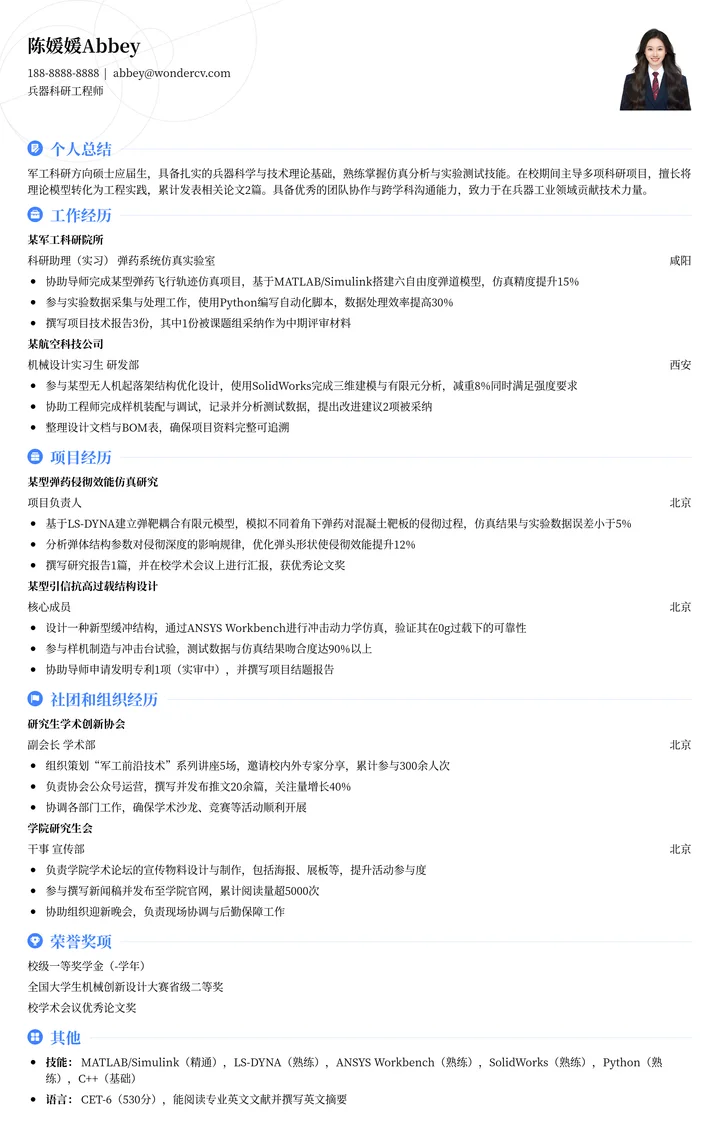 陈媛媛Abbey
188-8888-8888 | abbey@wondercv.com
兵器科研工程师
个人总结
军工科研方向硕士应届生，具备扎实的兵器科学与技术理论基础，熟练掌握仿真分析与实验测试技能。在校期间主导多项科研项目，擅长将
理论模型转化为工程实践，累计发表相关论文2篇。具备优秀的团队协作与跨学科沟通能力，致力于在兵器工业领域贡献技术力量。
工作经历
某军工科研院所
科研助理（实习） 弹药系统仿真实验室 咸阳
• 协助导师完成某型弹药飞行轨迹仿真项目，基于MATLAB/Simulink搭建六自由度弹道模型，仿真精度提升15%
• 参与实验数据采集与处理工作，使用Python编写自动化脚本，数据处理效率提高30%
• 撰写项目技术报告3份，其中1份被课题组采纳作为中期评审材料
某航空科技公司
机械设计实习生 研发部 西安
• 参与某型无人机起落架结构优化设计，使用SolidWorks完成三维建模与有限元分析，减重8%同时满足强度要求
• 协助工程师完成样机装配与调试，记录并分析测试数据，提出改进建议2项被采纳
• 整理设计文档与BOM表，确保项目资料完整可追溯
项目经历
某型弹药侵彻效能仿真研究
项目负责人 北京
• 基于LS-DYNA建立弹靶耦合有限元模型，模拟不同着角下弹药对混凝土靶板的侵彻过程，仿真结果与实验数据误差小于5%
• 分析弹体结构参数对侵彻深度的影响规律，优化弹头形状使侵彻效能提升12%
• 撰写研究报告1篇，并在校学术会议上进行汇报，获优秀论文奖
某型引信抗高过载结构设计
核心成员 北京
• 设计一种新型缓冲结构，通过ANSYS Workbench进行冲击动力学仿真，验证其在0g过载下的可靠性
• 参与样机制造与冲击台试验，测试数据与仿真结果吻合度达90%以上
• 协助导师申请发明专利1项（实审中），并撰写项目结题报告
社团和组织经历
研究生学术创新协会
副会长 学术部 北京
• 组织策划“军工前沿技术”系列讲座5场，邀请校内外专家分享，累计参与300余人次
• 负责协会公众号运营，撰写并发布推文20余篇，关注量增长40%
• 协调各部门工作，确保学术沙龙、竞赛等活动顺利开展
学院研究生会
干事 宣传部 北京
• 负责学院学术论坛的宣传物料设计与制作，包括海报、展板等，提升活动参与度
• 参与撰写新闻稿并发布至学院官网，累计阅读量超5000次
• 协助组织迎新晚会，负责现场协调与后勤保障工作
荣誉奖项
校级一等奖学金（-学年）
全国大学生机械创新设计大赛省级二等奖
校学术会议优秀论文奖
其他
• 技能： MATLAB/Simulink（精通），LS-DYNA（熟练），ANSYS Workbench（熟练），SolidWorks（熟练），Python（熟
练），C++（基础）
• 语言： CET-6（530分），能阅读专业英文文献并撰写英文摘要